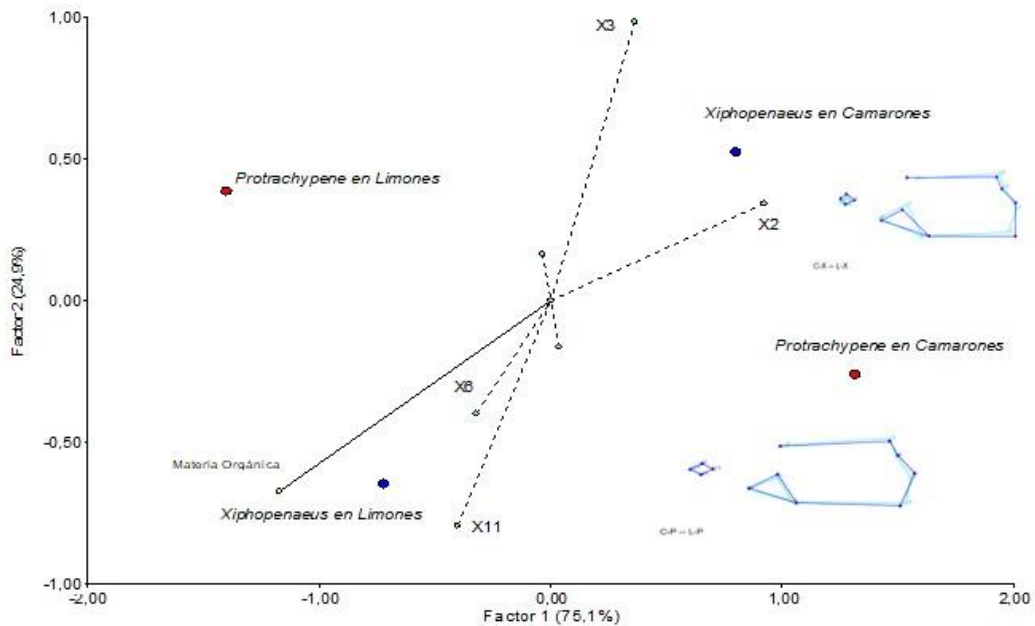 1,00
X3
Xiphopenaeus en Camarones
0,50
Protrachypene en Limones
X2
C-X -- L-X
0,00
Factor 2 (24,9%)
Protrachypene en Camarones
X6
-0,50
Materia Orgánica
Xiphopenaeus en Limones
X11
C-P -- L-P
-1,00
-2,00
-1,00
0,00
1,00
2,00
Factor 1 (75,1%)